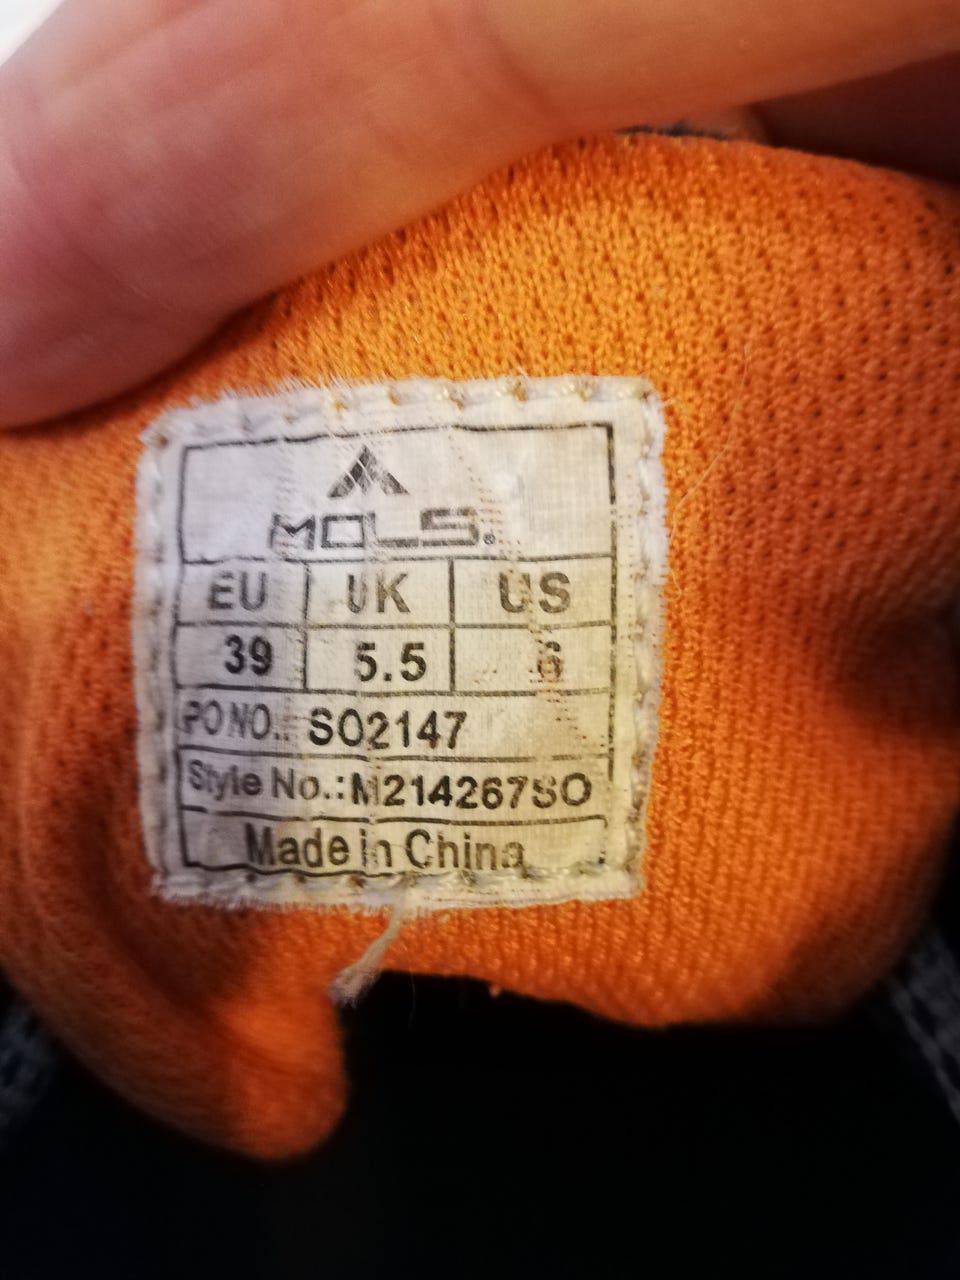 MOLS.
EU UK US
39 5.5 6
PO NO.: SO2147
Style No.:M214267SO
Made in China